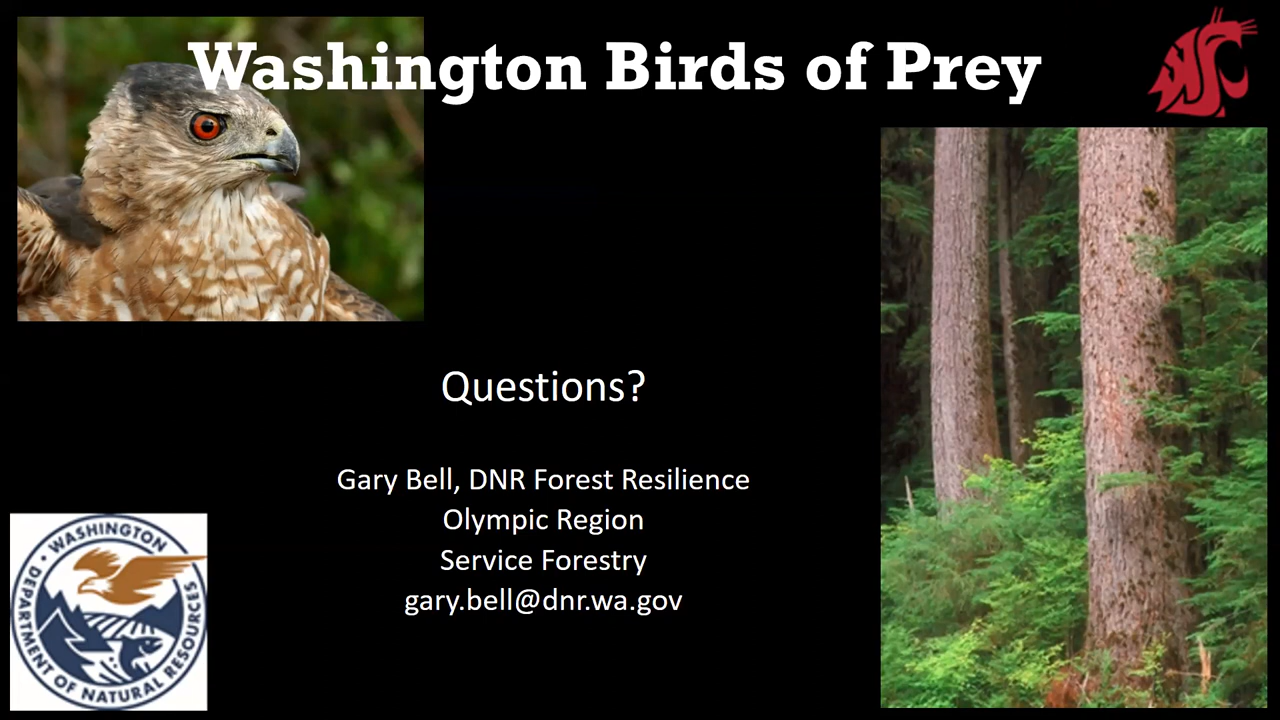 Washington Birds of Prey
WSU
Questions?
Gary Bell, DNR Forest Resilience
Olympic Region
Service Forestry
gary.bell@dnr.wa.gov
• WASHINGTON •
DEPARTMENT OF NATURAL RESOURCES